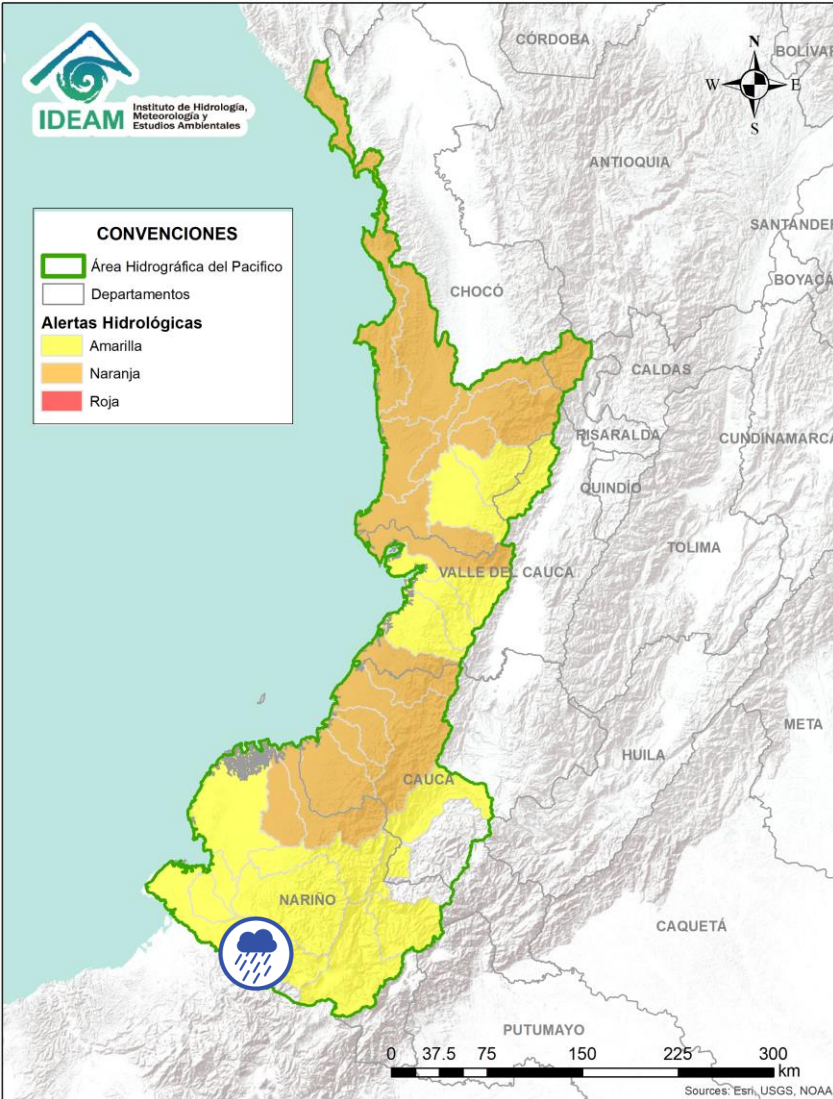 IDEAM
Instituto de Hidrología,
Meteorología y
Estudios Ambientales
CÓRDOBA
BOLÍVAR
N
W
E
S
ANTIOQUIA
SANTANDER
BOYACÁ
CONVENCIONES
Área Hidrográfica del Pacifico
Departamentos
Alertas Hidrológicas
Amarilla
Naranja
Roja
CHOCÓ
CALDAS
RISARALDA
CUNDINAMARCA
QUINDÍO
TOLIMA
VALLE DEL CAUCA
META
HUILA
CAUCA
NARIÑO
CAQUETÁ
PUTUMAYO
0 37.5 75 150 225 300
km
Sources: Esri, USGS, NOAA